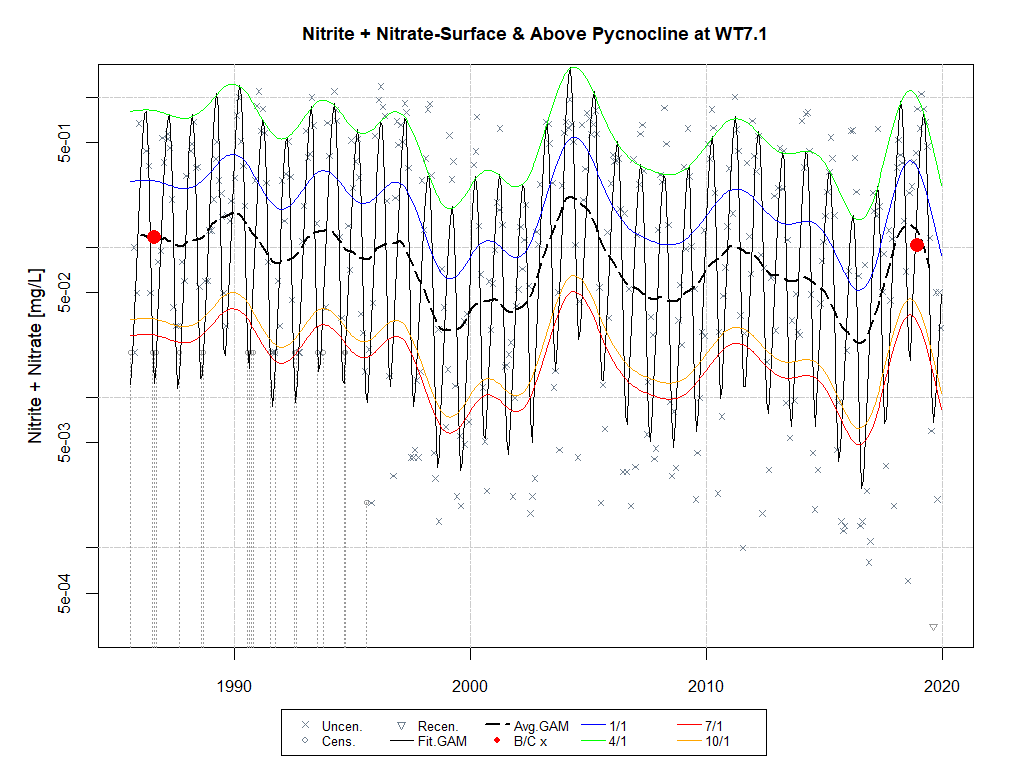 Nitrite + Nitrate-Surface & Above Pycnocline at WT7.1
Nitrite + Nitrate [mg/L]
5e-01
5e-02
5e-03
5e-04
1990 2000 2010 2020
Uncen. Recen. Avg.GAM 1/1 7/1
Cens. Fit.GAM B/C x 4/1 10/1